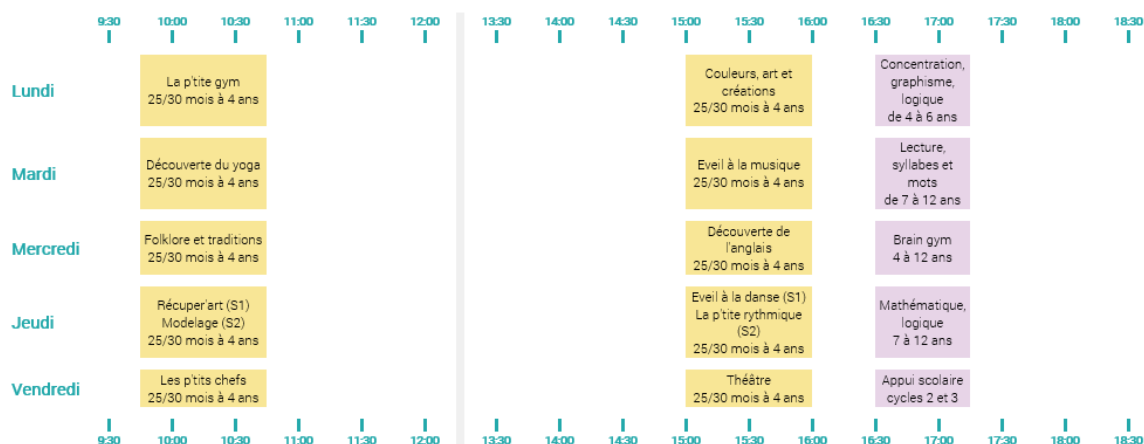 9:30 10:00 10:30 11:00 11:30 12:00 13:30 14:00 14:30 15:00 15:30 16:00 16:30 17:00 17:30 18:00 18:30
Lundi
La p'tite gym
25/30 mois à 4 ans
Couleurs, art et
créations
25/30 mois à 4 ans
Concentration,
graphisme,
logique
de 4 à 6 ans
Mardi
Découverte du yoga
25/30 mois à 4 ans
Eveil à la musique
25/30 mois à 4 ans
Lecture,
syllabes et
mots
de 7 à 12 ans
Mercredi
Folklore et traditions
25/30 mois à 4 ans
Découverte de
l'anglais
25/30 mois à 4 ans
Brain gym
4 à 12 ans
Jeudi
Récuper'art (S1)
Modelage (S2)
25/30 mois à 4 ans
Eveil à la danse (S1)
La p'tite rythmique
(S2)
25/30 mois à 4 ans
Mathématique,
logique
7 à 12 ans
Vendredi
Les p'tits chefs
25/30 mois à 4 ans
Théâtre
25/30 mois à 4 ans
Appui scolaire
cycles 2 et 3
9:30 10:00 10:30 11:00 11:30 12:00 13:30 14:00 14:30 15:00 15:30 16:00 16:30 17:00 17:30 18:00 18:30